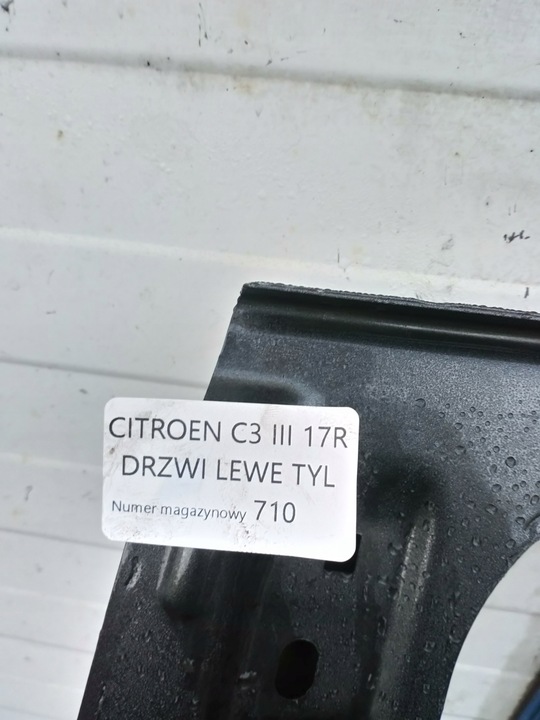 CITROEN C3 III 17R
DRZWI LEWE TYL
Numer magazynowy 710